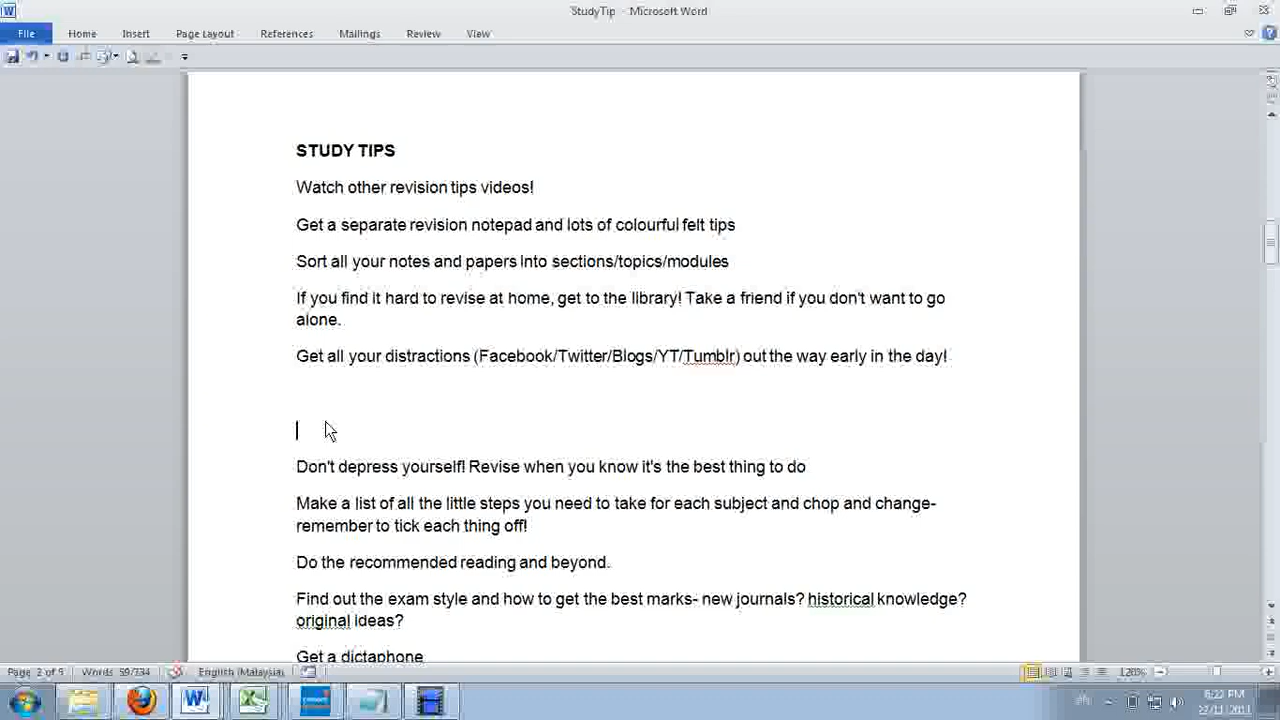 StudyTip - Microsoft Word
File Home Insert Page Layout References Mailings Review View
STUDY TIPS
Watch other revision tips videos!
Get a separate revision notepad and lots of colourful felt tips
Sort all your notes and papers into sections/topics/modules
If you find it hard to revise at home, get to the library! Take a friend if you don't want to go
alone.
Get all your distractions (Facebook/Twitter/Blogs/YT/Tumblr) out the way early in the day!
Don't depress yourself! Revise when you know it's the best thing to do
Make a list of all the little steps you need to take for each subject and chop and change-
remember to tick each thing off!
Do the recommended reading and beyond.
Find out the exam style and how to get the best marks- new journals? historical knowledge?
original ideas?
Get a dictaphone
Page: 2 of 5 Words: 59/734 English (Malaysia) 120%
22/11/2011